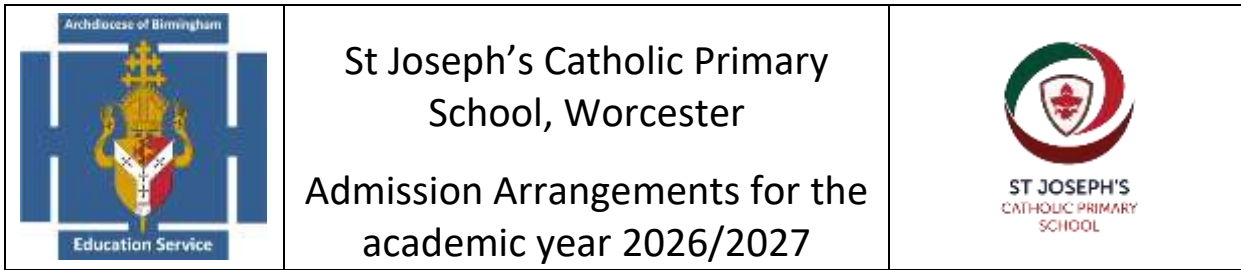 Archdiocese of Birmingham
Education Service
St Joseph’s Catholic Primary
School, Worcester
Admission Arrangements for the
academic year 2026/2027
ST JOSEPH'S
CATHOLIC PRIMARY
SCHOOL